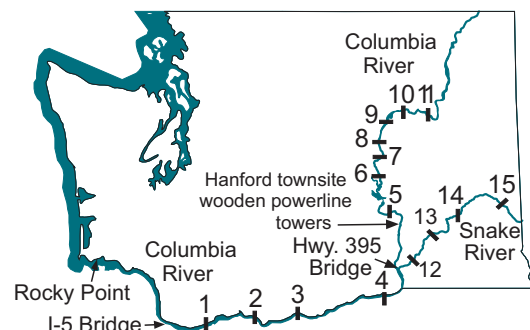 Columbia
River
10
11
9
8
7
6
Hanford townsite
wooden powerline
towers
5
15
14
13
Snake
River
Hwy. 395
Bridge
12
Columbia
River
Rocky Point
I-5 Bridge
1
2
3
4